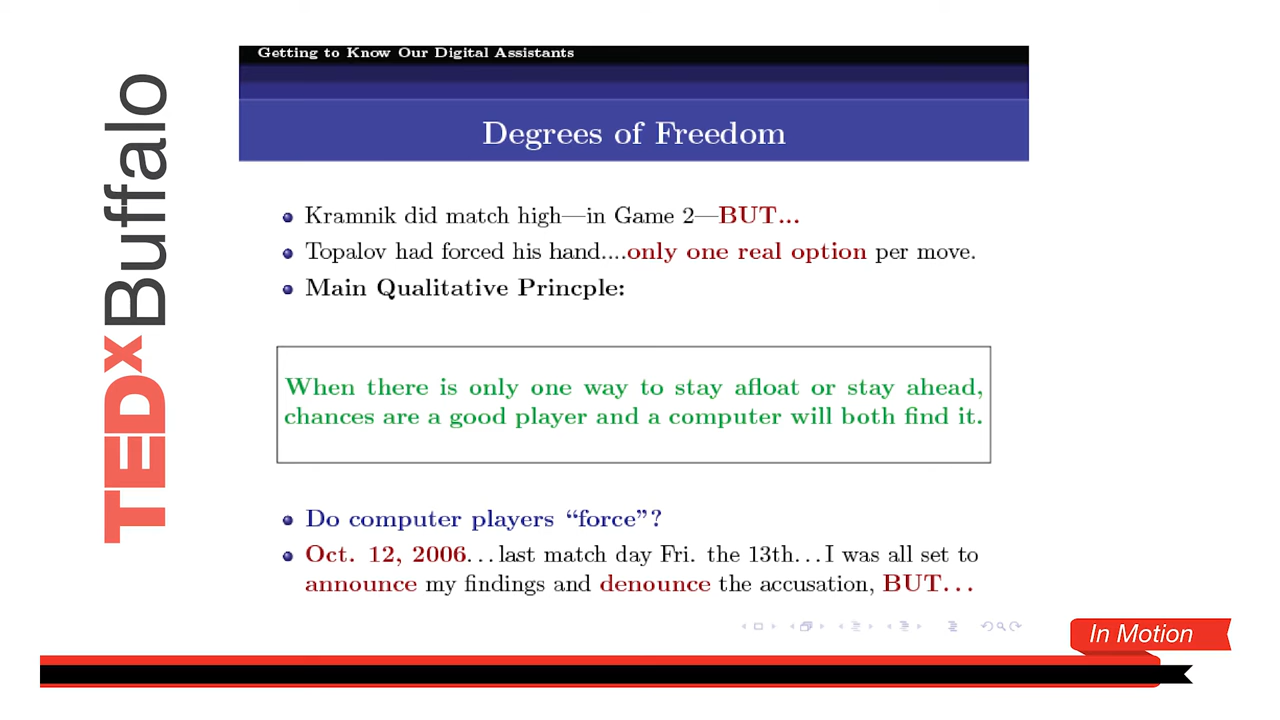 TEDxBuffalo
Getting to Know Our Digital Assistants
Degrees of Freedom
Kramnik did match high—in Game 2—BUT...
Topalov had forced his hand....only one real option per move.
Main Qualitative Princple:
When there is only one way to stay afloat or stay ahead,
chances are a good player and a computer will both find it.
Do computer players “force”?
Oct. 12, 2006...last match day Fri. the 13th...I was all set to
announce my findings and denounce the accusation, BUT...
In Motion